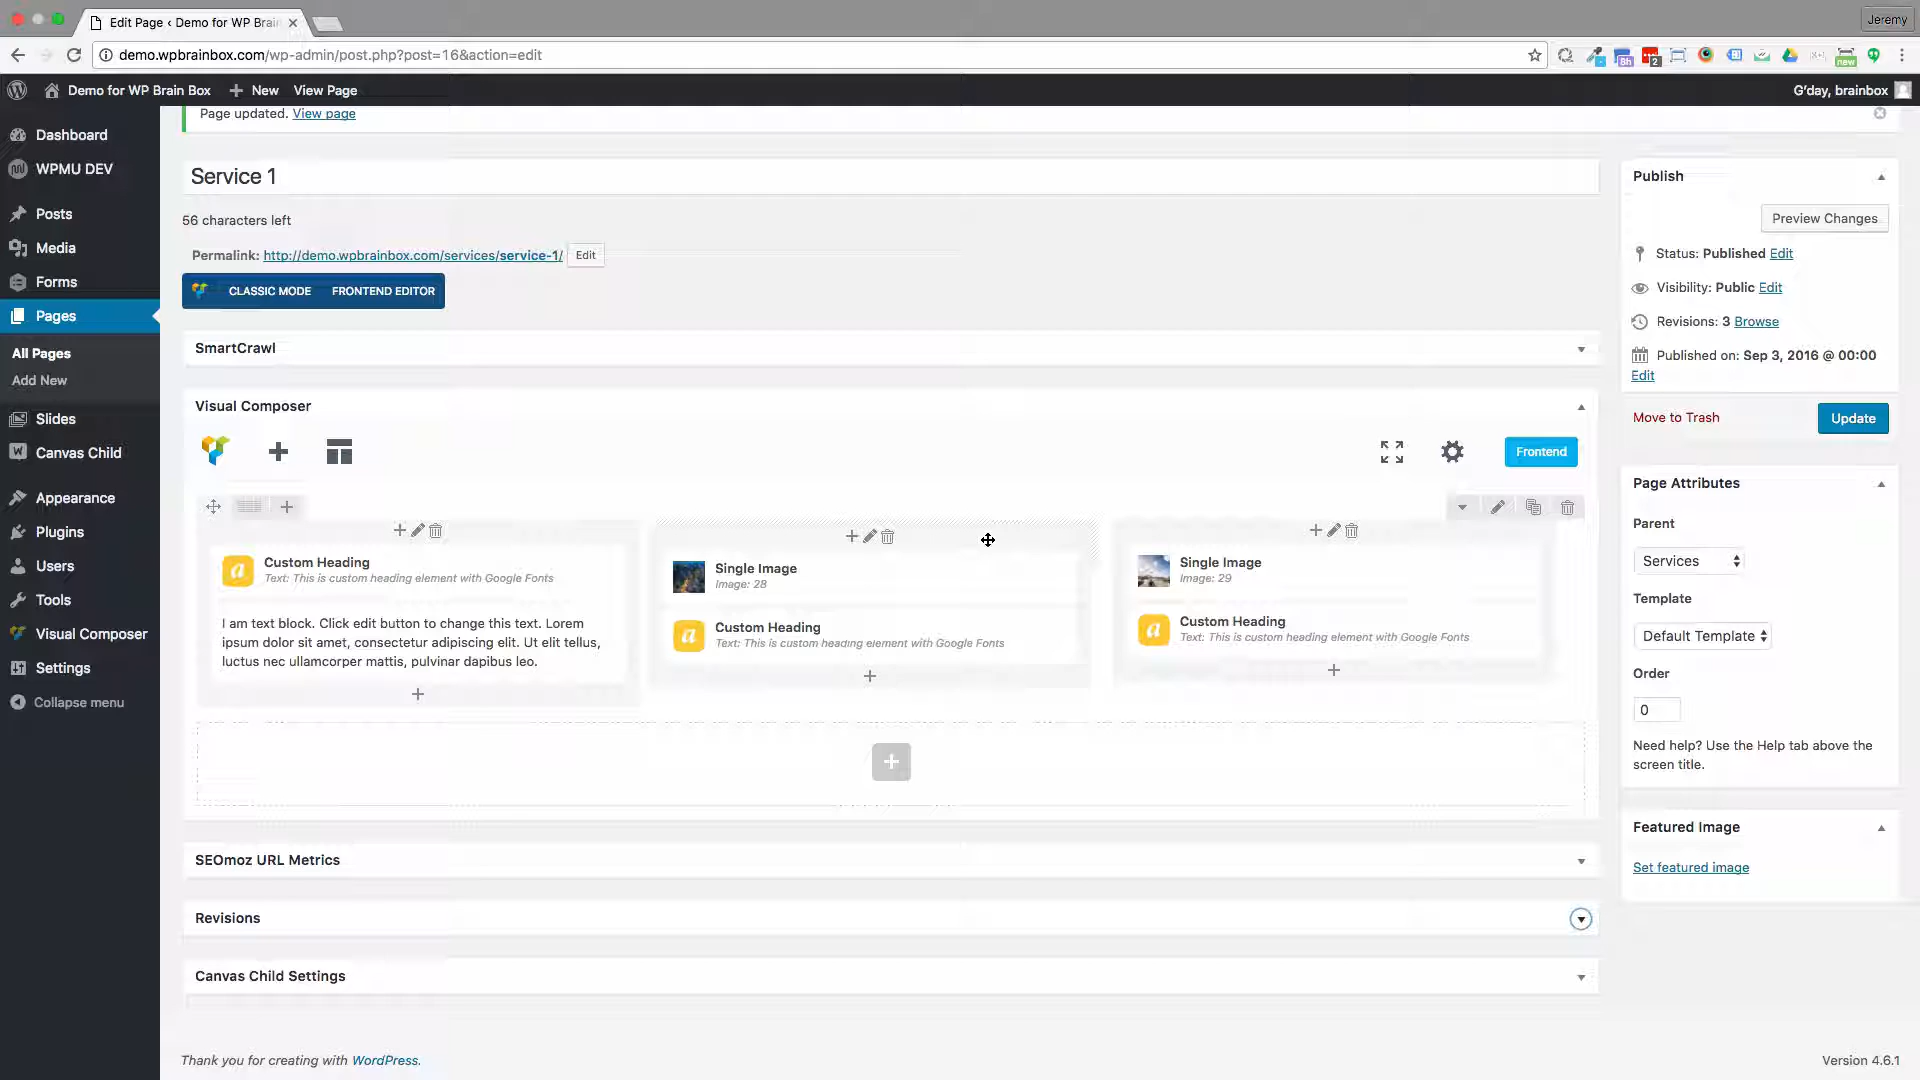 Edit Page ‹ Demo for WP Brain
Jeremy
demo.wpbrainbox.com/wp-admin/post.php?post=16&action=edit
8h
2
new
Demo for WP Brain Box
New
View Page
G'day, brainbox
Page updated. View page
Dashboard
WPMU DEV
Posts
Media
Forms
Pages
All Pages
Add New
Slides
Canvas Child
Appearance
Plugins
Users
Tools
Visual Composer
Settings
Collapse menu
Service 1
56 characters left
Permalink: http://demo.wpbrainbox.com/services/service-1/ Edit
CLASSIC MODE FRONTEND EDITOR
SmartCrawl
Visual Composer
Frontend
Custom Heading
Text: This is custom heading element with Google Fonts
I am text block. Click edit button to change this text. Lorem
ipsum dolor sit amet, consectetur adipiscing elit. Ut elit tellus,
luctus nec ullamcorper mattis, pulvinar dapibus leo.
Single Image
Image: 28
Custom Heading
Text: This is custom heading element with Google Fonts
Single Image
Image: 29
Custom Heading
Text: This is custom heading element with Google Fonts
SEOmoz URL Metrics
Revisions
Canvas Child Settings
Publish
Preview Changes
Status: Published Edit
Visibility: Public Edit
Revisions: 3 Browse
Published on: Sep 3, 2016 @ 00:00
Edit
Move to Trash
Update
Page Attributes
Parent
Services
Template
Default Template
Order
0
Need help? Use the Help tab above the
screen title.
Featured Image
Set featured image
Thank you for creating with WordPress.
Version 4.6.1